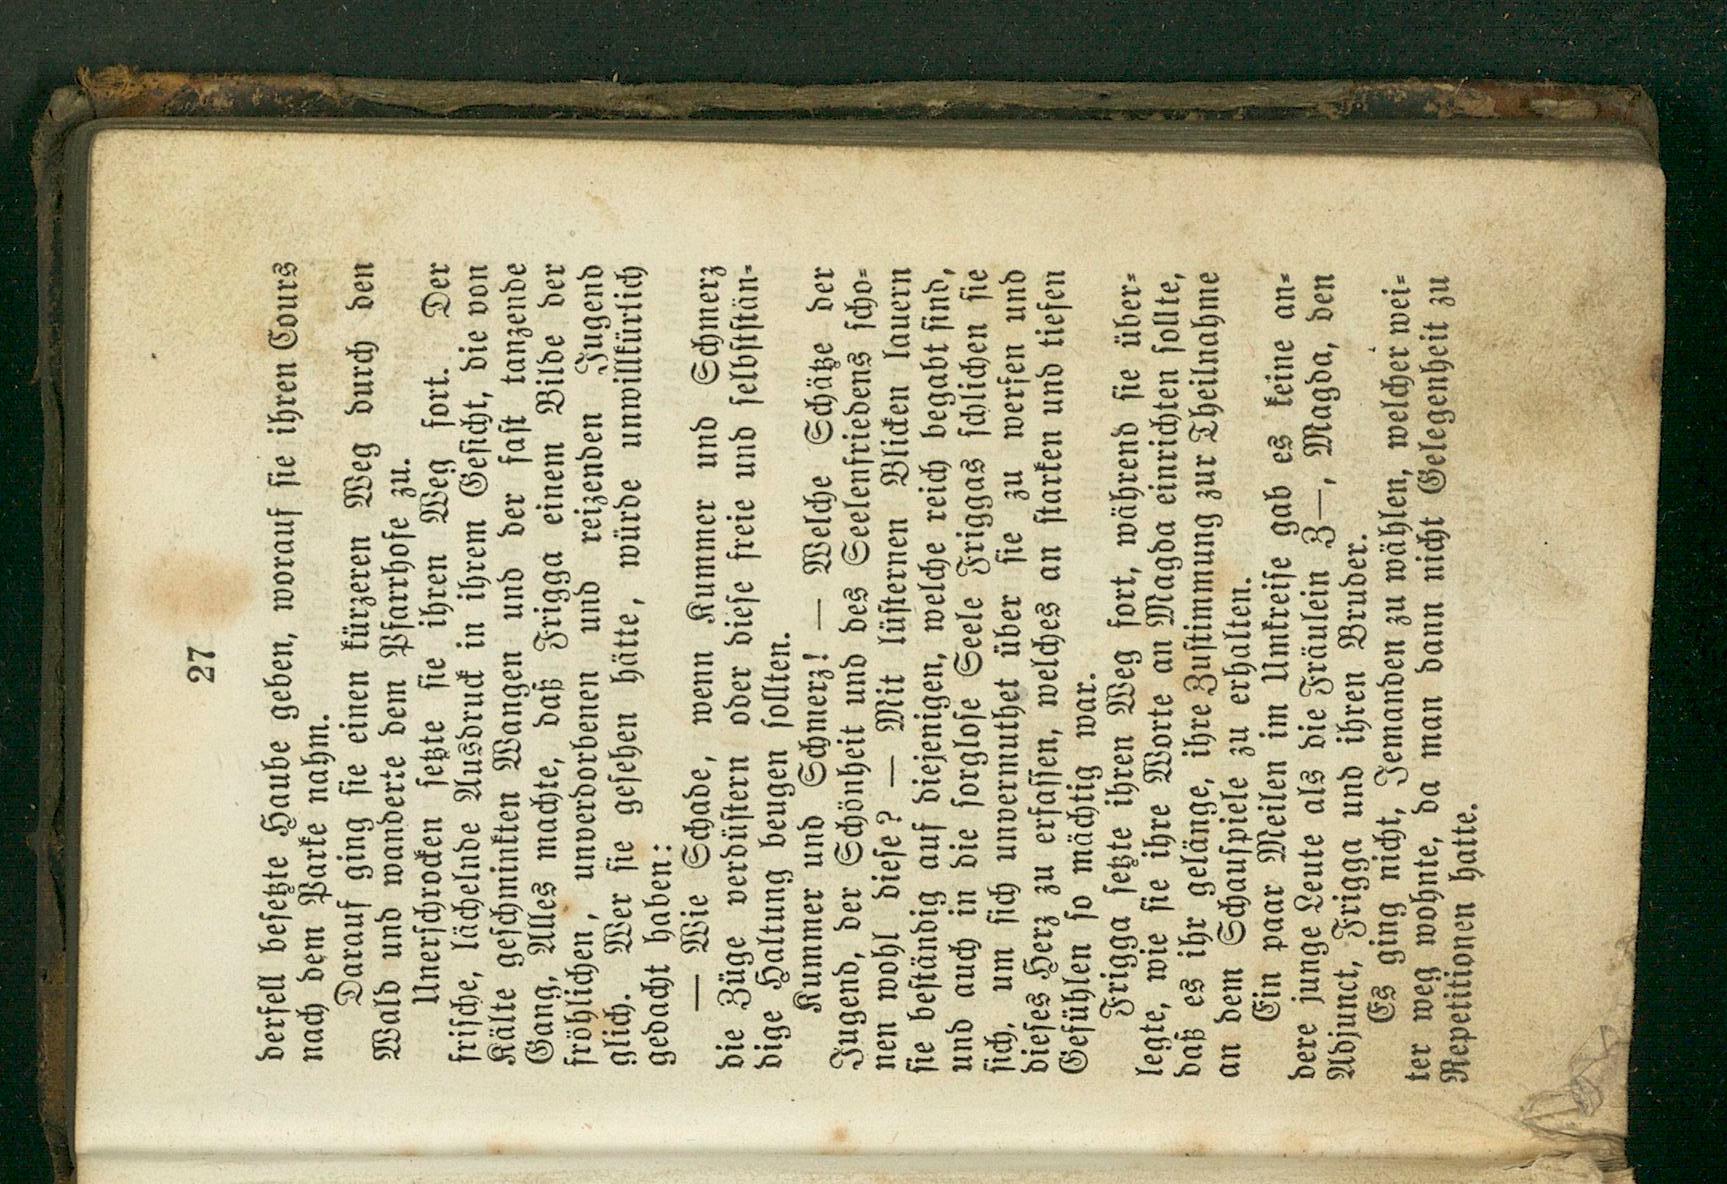 27
derfell beſetzte Haube geben, worauf ſie ihren Cours
nach dem Parke nahm.
Darauf ging ſie einen kürzeren Weg durch den
Wald und wanderte dem Pfarrhofe zu.
Unerſchrocken ſetzte ſie ihren Weg fort. Der
friſche, lächelnde Ausdruck in ihrem Geſicht, die von
Kälte geſchminkten Wangen und der faſt tanzende
Gang, Alles machte, daß Frigga einem Bilde der
fröhlichen, unverdorbenen und reizenden Jugend
glich. Wer ſie geſehen hätte, würde unwillkürlich
gedacht haben:
— Wie Schade, wenn Kummer und Schmerz
die Züge verdüſtern oder dieſe freie und ſelbſtſtän-
dige Haltung beugen ſollten.
Kummer und Schmerz! — Welche Schätze der
Jugend, der Schönheit und des Seelenfriedens ſcho-
nen wohl dieſe? — Mit lüſternen Blicken lauern
ſie beſtändig auf diejenigen, welche reich begabt ſind,
und auch in die ſorgloſe Seele Friggas ſchlichen ſie
ſich, um ſich unvermuthet über ſie zu werfen und
dieſes Herz zu erfaſſen, welches an ſtarken und tiefen
Gefühlen ſo mächtig war.
Frigga ſetzte ihren Weg fort, während ſie über-
legte, wie ſie ihre Worte an Magda einrichten ſollte,
daß es ihr gelänge, ihre Zuſtimmung zur Theilnahme
an dem Schauſpiele zu erhalten.
Ein paar Meilen im Umkreiſe gab es keine an-
dere junge Leute als die Fräulein Z—, Magda, den
Adjunct, Frigga und ihren Bruder.
Es ging nicht, Jemanden zu wählen, welcher wei-
ter weg wohnte, da man dann nicht Gelegenheit zu
Repetitionen hatte.